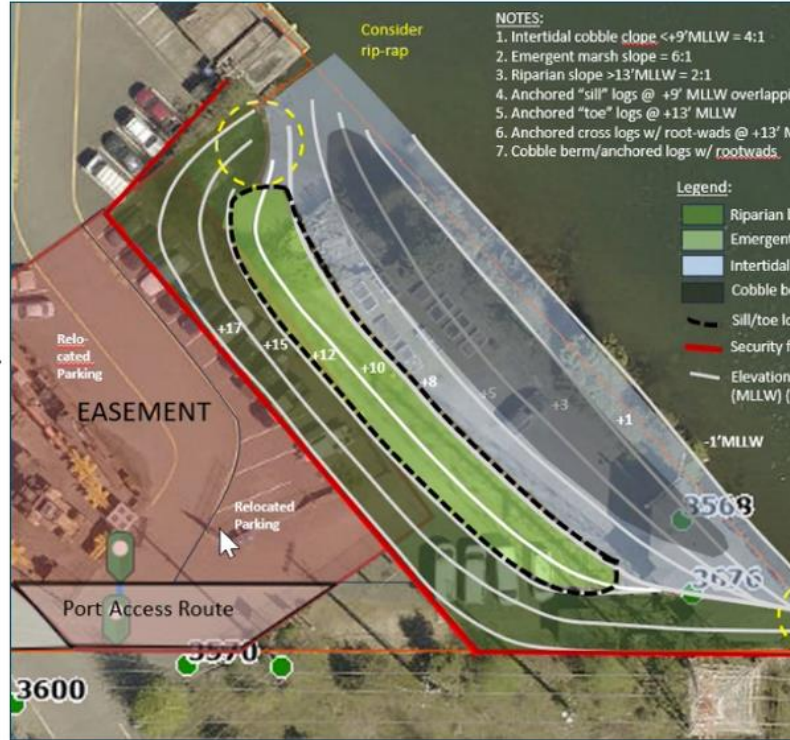 Consider
rip-rap
NOTES:
1. Intertidal cobble clope <+9'MLLW = 4:1
2. Emergent marsh slope = 6:1
3. Riparian slope >13'MLLW = 2:1
4. Anchored "sill" logs @ +9' MLLW overlappi
5. Anchored "toe" logs @ +13' MLLW
6. Anchored cross logs w/ root-wads @ +13' M
7. Cobble berm/anchored logs w/ rootwads
Legend:
Riparian b
Emergent
Intertidal
Cobble be
Sill/toe lo
Security f
Elevation
(MLLW) (
Relo-
cated
Parking
EASEMENT
Relocated
Parking
Port Access Route
+17
+15
+12
+10
+8
+5
+3
+1
-1'MLLW
3568
3676
3570
3600